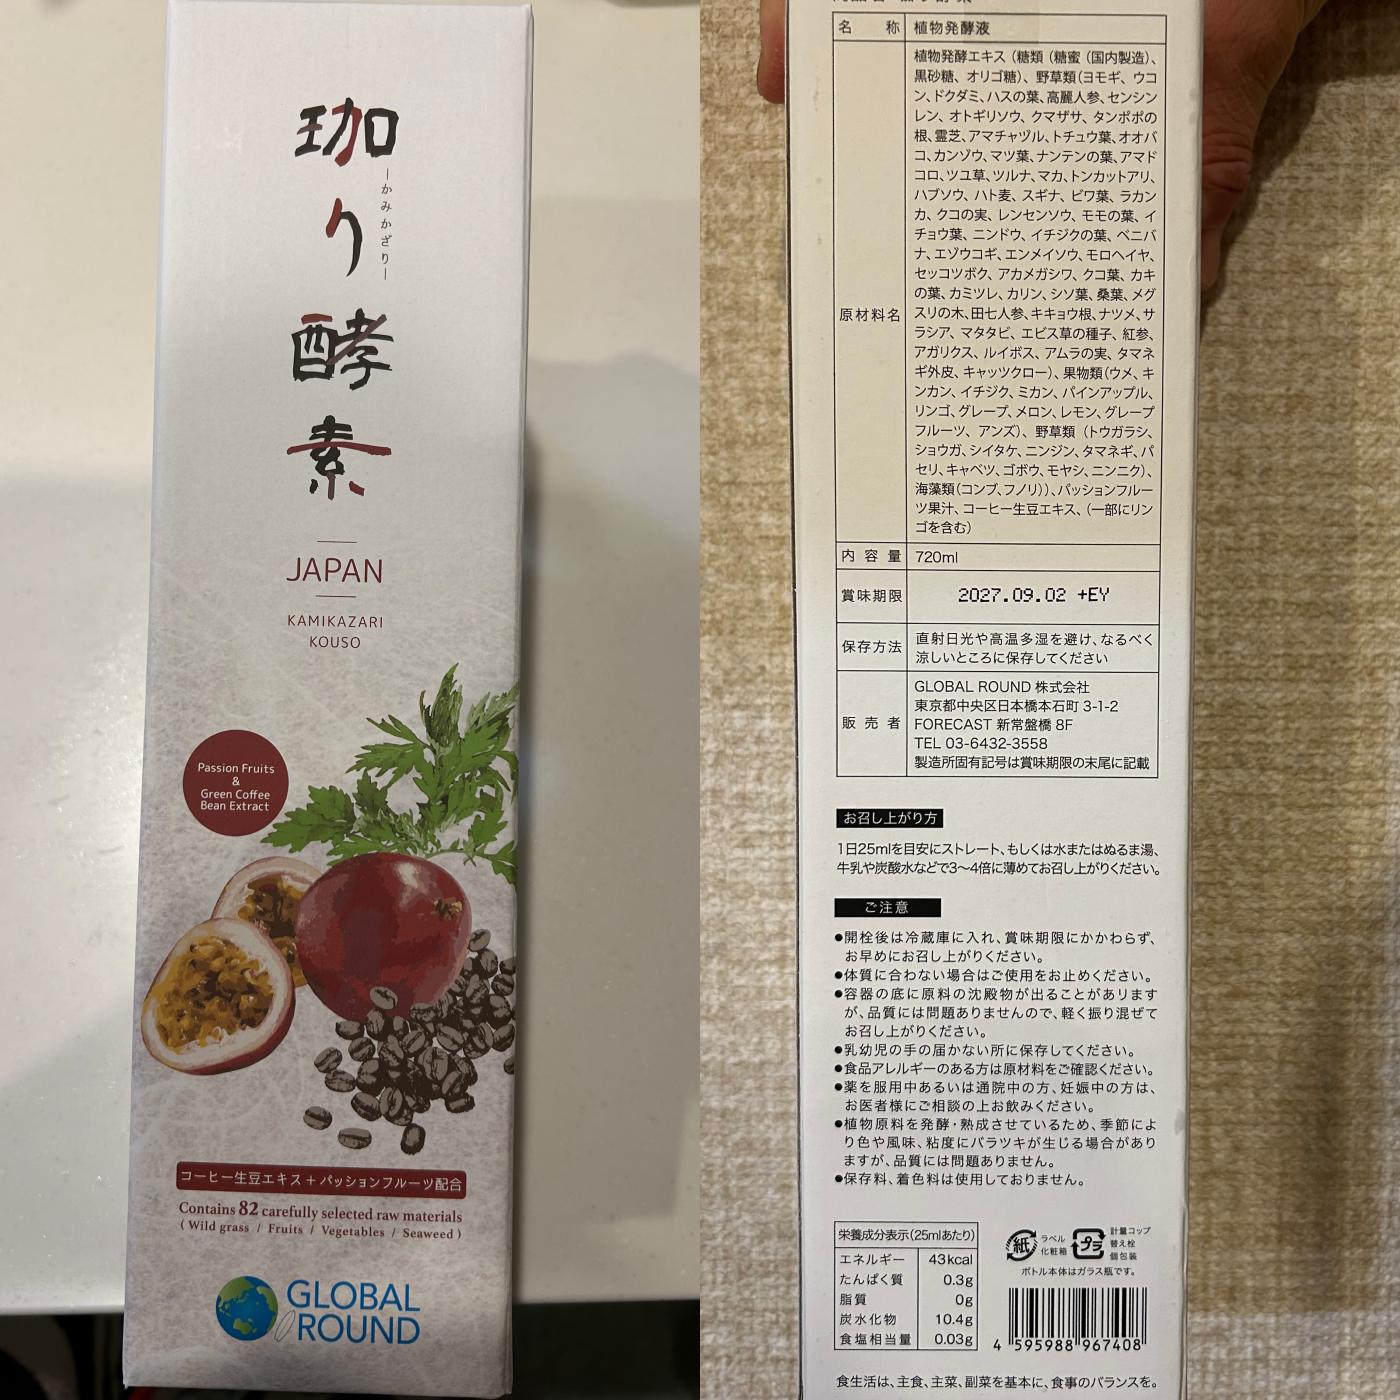 珈り酵素
―かみかざり―
JAPAN
KAMIKAZARI
KOUSO
Passion Fruits
&
Green Coffee
Bean Extract
コーヒー生豆エキス + パッションフルーツ配合
Contains 82 carefully selected raw materials
( Wild grass / Fruits / Vegetables / Seaweed )
GLOBAL
ROUND
名 称 植物発酵液
原材料名
植物発酵エキス (糖類 (糖蜜 (国内製造)、
黒砂糖、オリゴ糖)、野草類(ヨモギ、ウコ
ン、ドクダミ、ハスの葉、高麗人参、センシン
レン、オトギリソウ、クマザサ、タンポポの
根、霊芝、アマチャヅル、トチュウ葉、オオバ
コ、カンゾウ、マツ葉、ナンテンの葉、アマド
コロ、ツユ草、ツルナ、マカ、トンカットアリ、
ハブソウ、ハト麦、スギナ、ビワ葉、ラカン
カ、クコの実、レンセンソウ、モモの葉、イ
チョウ葉、ニンドウ、イチジクの葉、ベニバ
ナ、エゾウコギ、エンメイソウ、モロヘイヤ、
セッコツボク、アカメガシワ、クコ葉、カキ
の葉、カミツレ、カリン、シソ葉、桑葉、メグ
スリの木、田七人参、キキョウ根、ナツメ、サ
ラシア、マタタビ、エビス草の種子、紅参、
アガリクス、ルイボス、アムラの実、タマネ
ギ外皮、キャッツクロー)、果物類(ウメ、キ
ンカン、イチジク、ミカン、パインアップル、
リンゴ、グレープ、メロン、レモン、グレープ
フルーツ、アンズ)、野草類 (トウガラシ、
ショウガ、シイタケ、ニンジン、タマネギ、パ
セリ、キャベツ、ゴボウ、モヤシ、ニンニク)、
海藻類(コンブ、フノリ))、パッションフルー
ツ果汁、コーヒー生豆エキス、(一部にリン
ゴを含む)
内容量 720ml
賞味期限 2027.09.02 +EY
保存方法
直射日光や高温多湿を避け、なるべく
涼しいところに保存してください
販売者
GLOBAL ROUND 株式会社
東京都中央区日本橋本石町 3-1-2
FORECAST 新常盤橋 8F
TEL 03-6432-3558
製造所固有記号は賞味期限の末尾に記載
お召し上がり方
1日25mlを目安にストレート、もしくは水またはぬるま湯、
牛乳や炭酸水などで3〜4倍に薄めてお召し上がりください。
ご注意
●開栓後は冷蔵庫に入れ、賞味期限にかかわらず、
お早めにお召し上がりください。
●体質に合わない場合はご使用をお止めください。
●容器の底に原料の沈殿物が出ることがあります
が、品質には問題ありませんので、軽く振り混ぜて
お召し上がりください。
●乳幼児の手の届かない所に保存してください。
●食品アレルギーのある方は原材料をご確認ください。
●薬を服用中あるいは通院中の方、妊娠中の方は、
お医者様にご相談の上お飲みください。
●植物原料を発酵・熟成させているため、季節によ
り色や風味、粘度にバラツキが生じる場合があり
ますが、品質には問題ありません。
●保存料、着色料は使用しておりません。
栄養成分表示(25mlあたり)
エネルギー 43kcal
たんぱく質 0.3g
脂質 0g
炭水化物 10.4g
食塩相当量 0.03g
紙 ラベル
化粧箱
プラ 計量コップ
替え栓
個包装
ボトル本体はガラス瓶です。
4 595988 967408
食生活は、主食、主菜、副菜を基本に、食事のバランスを。